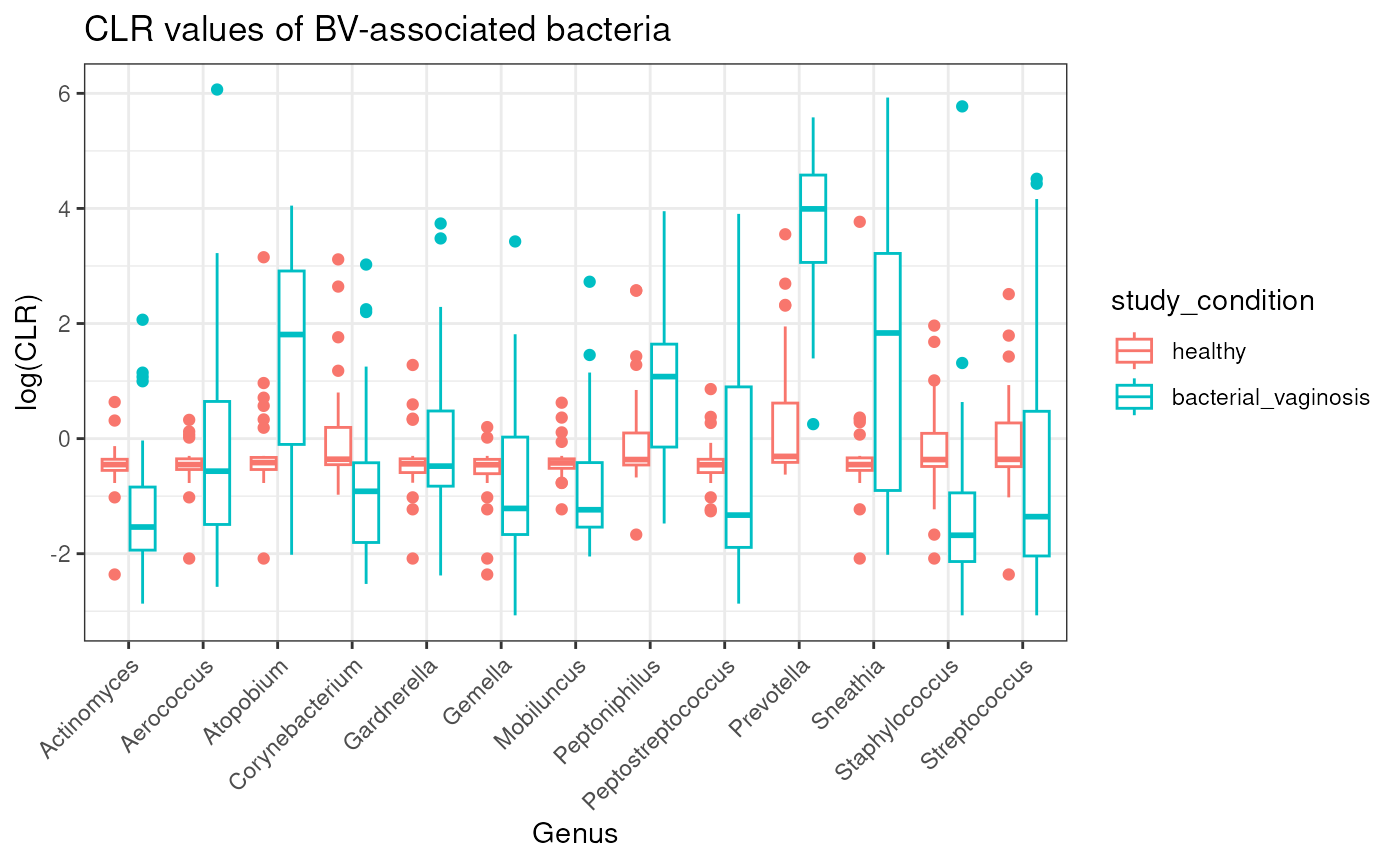 CLR values of BV-associated bacteria
log(CLR)
6
4
2
0
-2
Actinomyces
Aerococcus
Atopobium
Corynebacterium
Gardnerella
Gemella
Mobiluncus
Peptoniphilus
Peptostreptococcus
Prevotella
Sneathia
Staphylococcus
Streptococcus
Genus
study_condition
healthy
bacterial_vaginosis